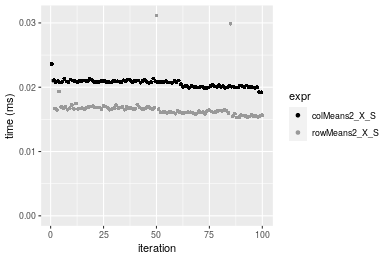 0.03
0.02
0.01
0.00
time (ms)
0
25
50
75
100
iteration
expr
colMeans2_X_S
rowMeans2_X_S